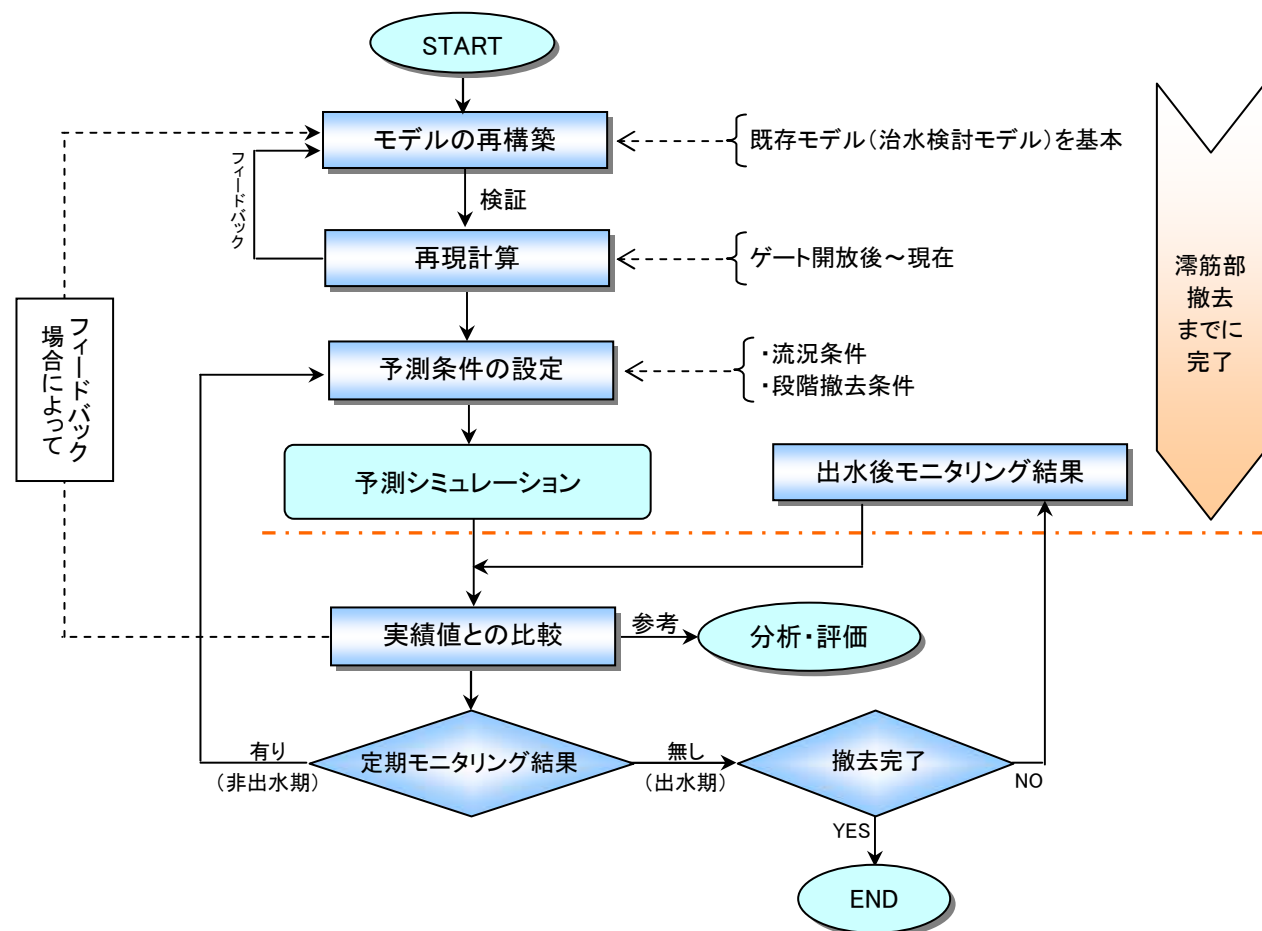 START
モデルの再構築
既存モデル(治水検討モデル)を基本
フィードバック
検証
再現計算
ゲート開放後～現在
澪筋部
撤去
までに
完了
場合によって
フィードバック
予測条件の設定
・流況条件
・段階撤去条件
予測シミュレーション
出水後モニタリング結果
実績値との比較
参考
分析・評価
有り
(非出水期)
定期モニタリング結果
無し
(出水期)
撤去完了
NO
YES
END